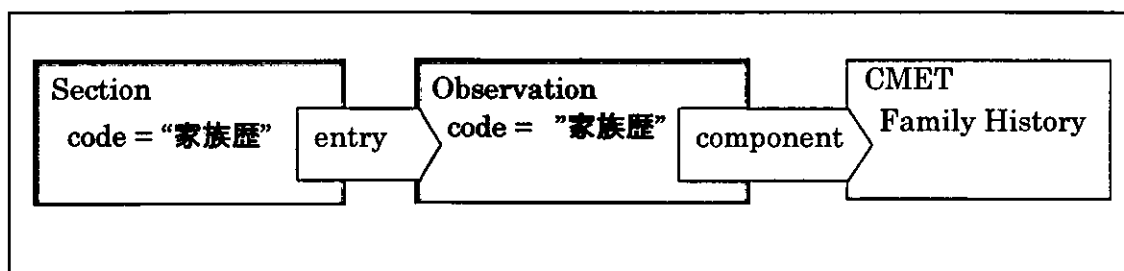 Section
code = “家族歴”
entry
Observation
code = ”家族歴”
component
CMET
Family History